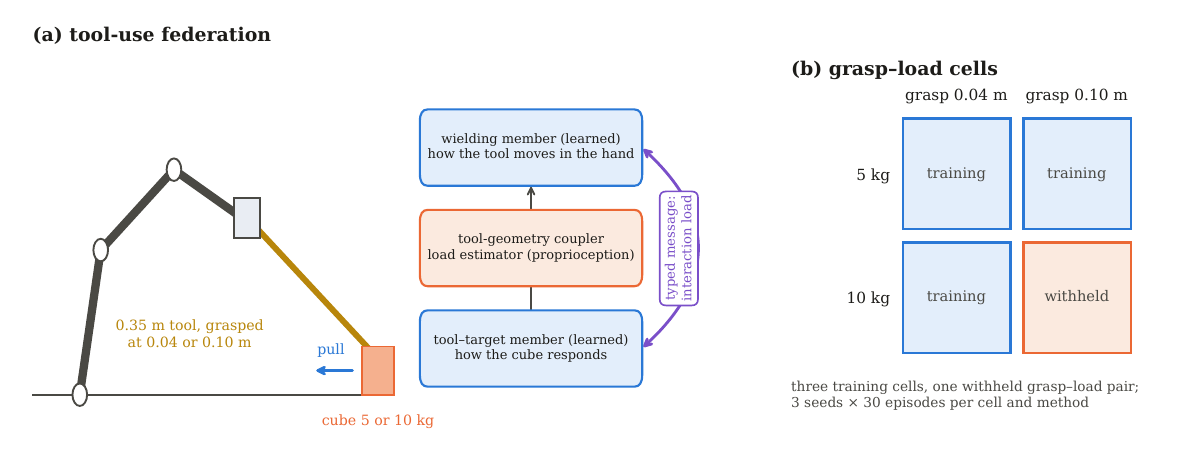 (a) tool-use federation
wielding member (learned)
how the tool moves in the hand
tool-geometry coupler
load estimator (proprioception)
tool–target member (learned)
how the cube responds
typed message:
interaction load
0.35 m tool, grasped
at 0.04 or 0.10 m
pull
cube 5 or 10 kg
(b) grasp–load cells
grasp 0.04 m
grasp 0.10 m
5 kg
training
training
10 kg
training
withheld
three training cells, one withheld grasp–load pair;
3 seeds × 30 episodes per cell and method